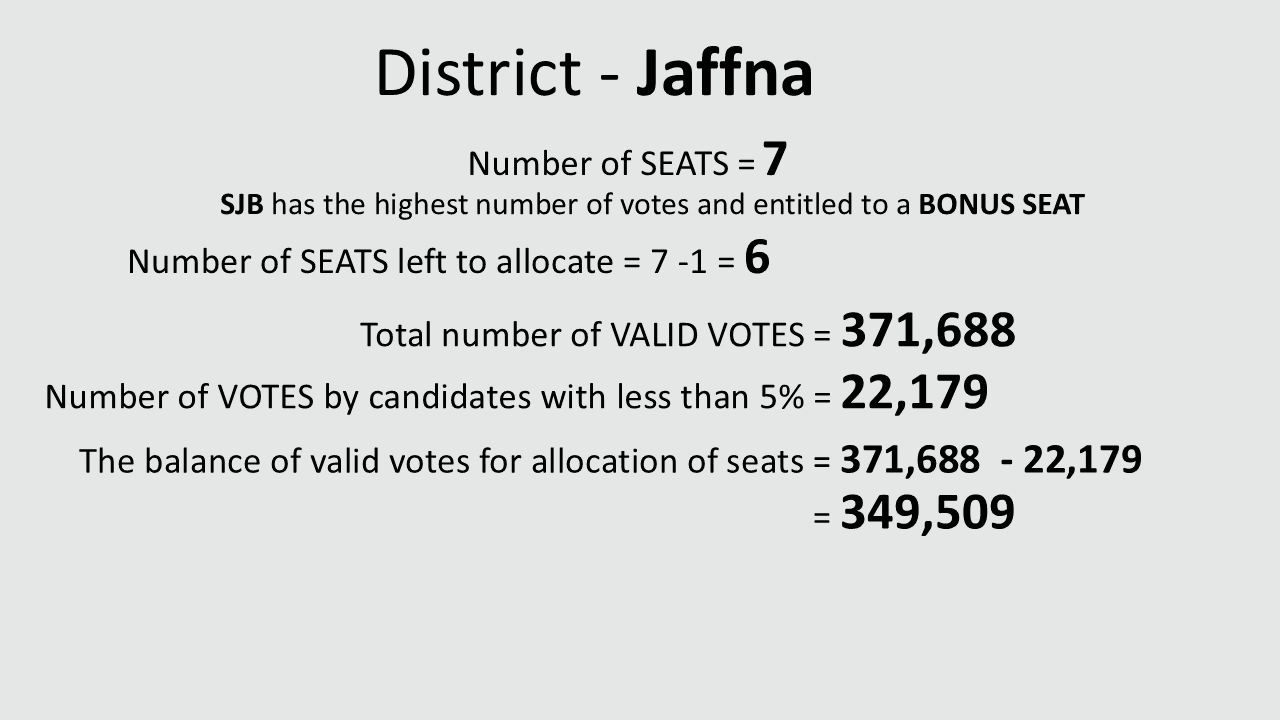 District - Jaffna
Number of SEATS = 7
SJB has the highest number of votes and entitled to a BONUS SEAT
Number of SEATS left to allocate = 7 -1 = 6
Total number of VALID VOTES = 371,688
Number of VOTES by candidates with less than 5% = 22,179
The balance of valid votes for allocation of seats = 371,688 - 22,179
= 349,509